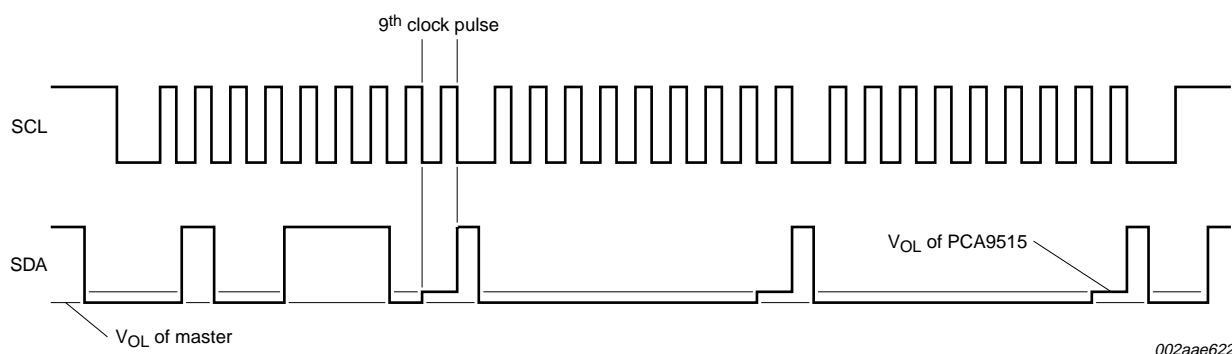 9th clock pulse
SCL
SDA
VOL of PCA9515
VOL of master
002aae622